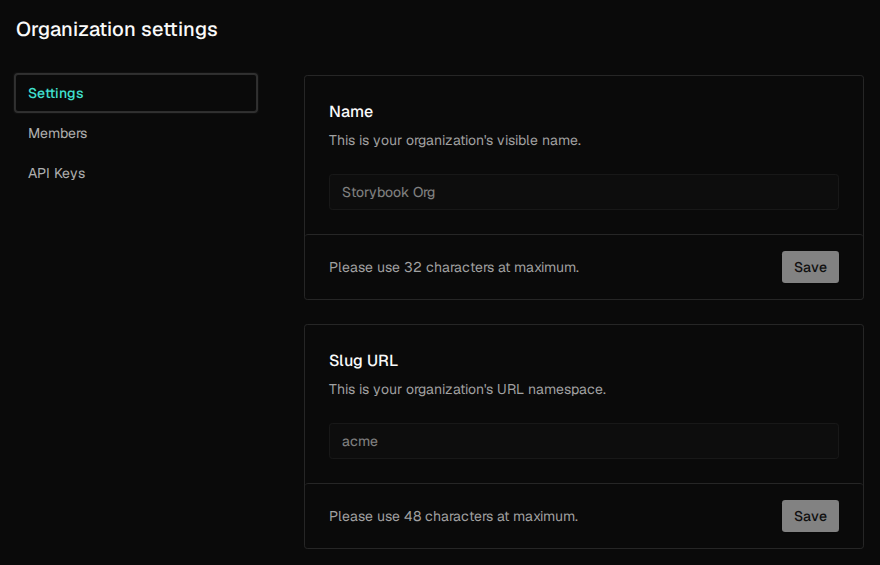 Organization settings
Settings
Members
API Keys
Name
This is your organization's visible name.
Storybook Org
Please use 32 characters at maximum.
Save
Slug URL
This is your organization's URL namespace.
acme
Please use 48 characters at maximum.
Save